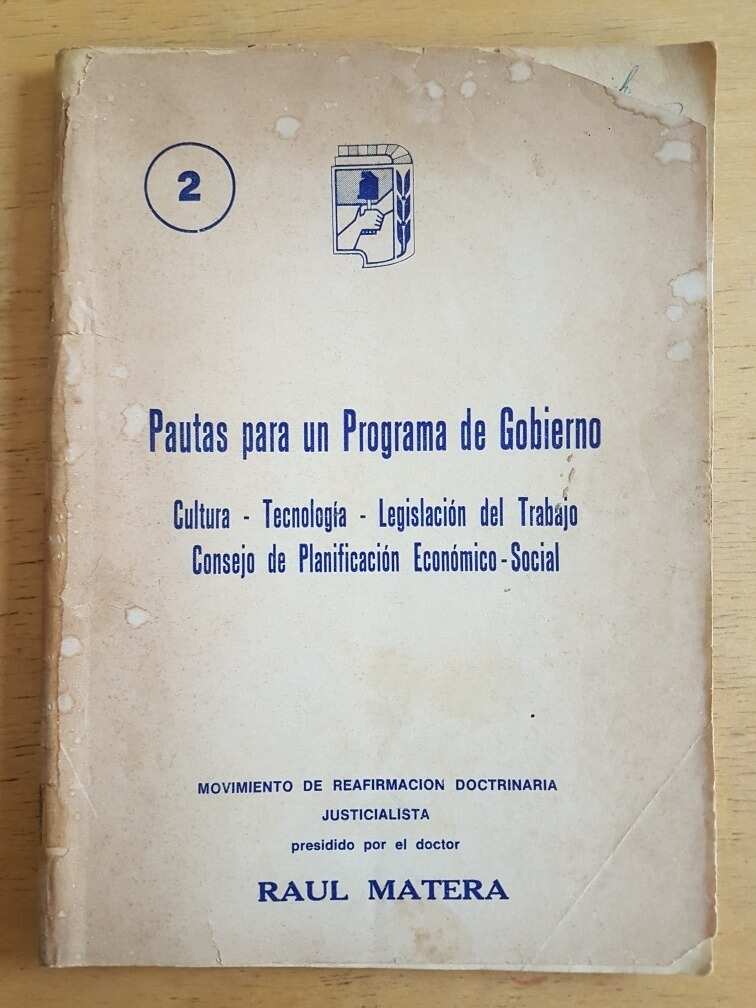 2
Pautas para un Programa de Gobierno
Cultura - Tecnología - Legislación del Trabajo
Consejo de Planificación Económico-Social
MOVIMIENTO DE REAFIRMACION DOCTRINARIA
JUSTICIALISTA
presidido por el doctor
RAUL MATERA